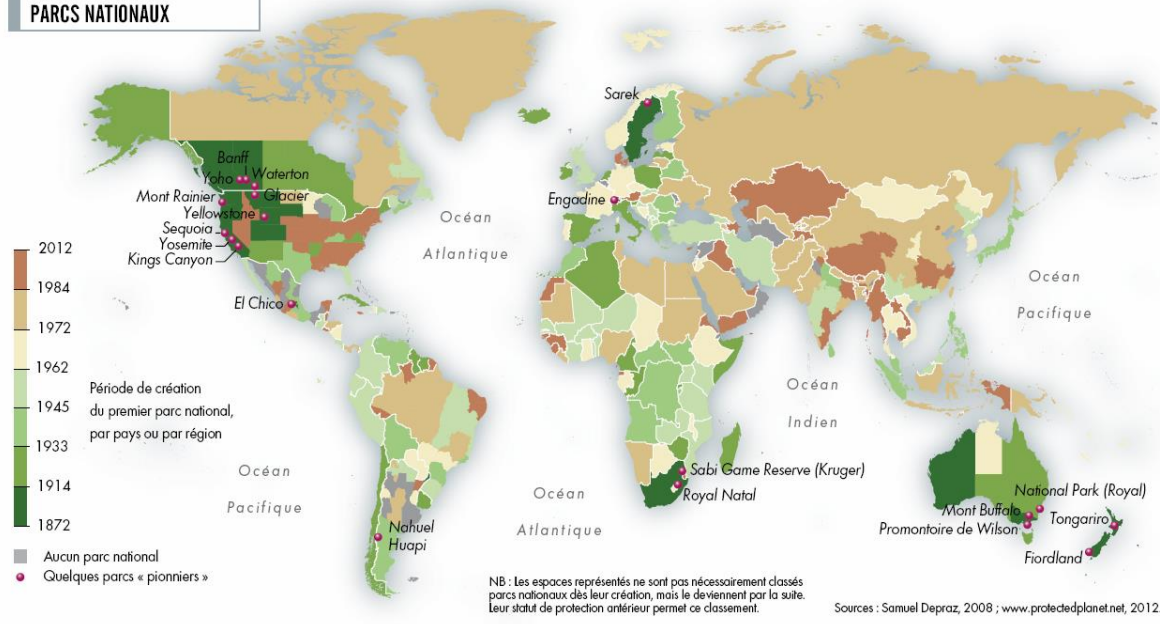 PARCS NATIONAUX
Sarek
Banff
Yoho
Waterton
Mont Rainier
Glacier
Yellowstone
Sequoia
Yosemite
Kings Canyon
Engadine
Océan
Atlantique
El Chico
Océan
Pacifique
2012
1984
1972
1962
1945
1933
1914
1872
Période de création
du premier parc national,
par pays ou par région
Océan
Indien
Océan
Pacifique
Océan
Atlantique
Sabi Game Reserve (Kruger)
Royal Natal
National Park (Royal)
Mont Buffalo
Tongariro
Promontoire de Wilson
Fiordland
Nahuel
Huapi
Aucun parc national
Quelques parcs « pionniers »
NB : Les espaces représentés ne sont pas nécessairement classés
parcs nationaux dès leur création, mais le deviennent par la suite.
Leur statut de protection antérieur permet ce classement.
Sources : Samuel Depraz, 2008 ; www.protectedplanet.net, 2012.